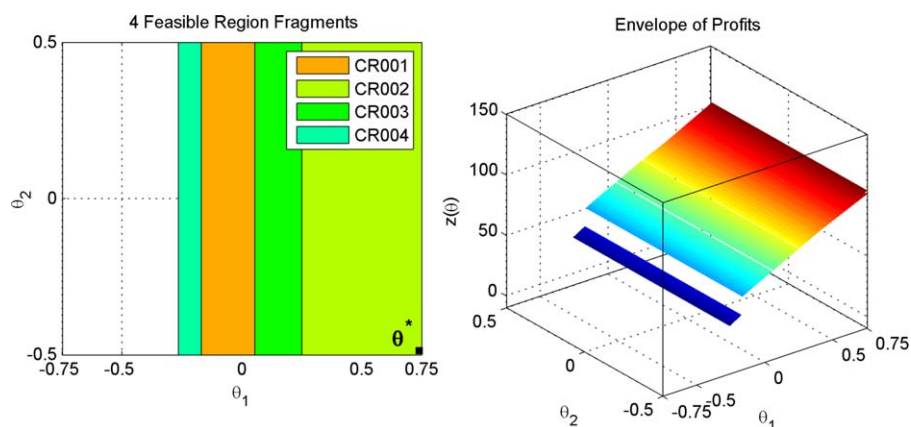 4 Feasible Region Fragments
0.5
0
-0.5
θ2
-0.75
-0.5
0
0.5
0.75
θ1
CR001
CR002
CR003
CR004
θ*
Envelope of Profits
150
100
50
0
z(θ)
0.5
0
-0.5
θ2
-0.75
-0.5
0
0.5
0.75
θ1